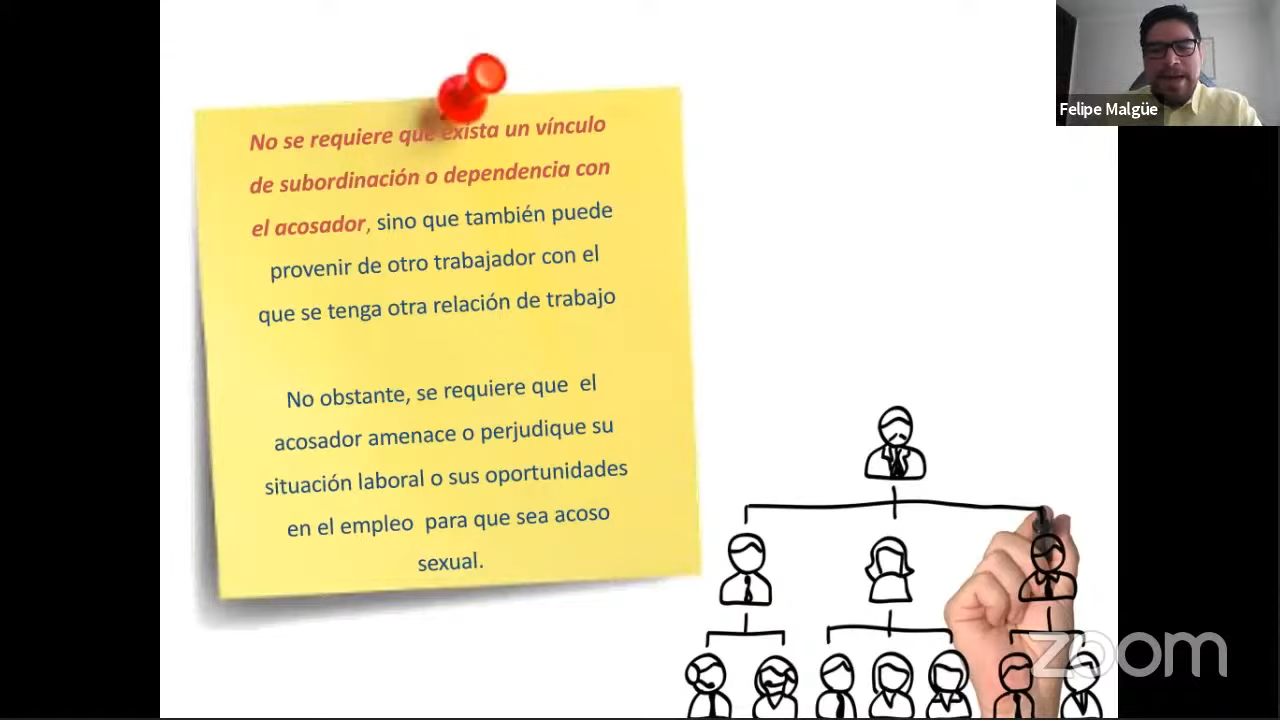 No se requiere que exista un vínculo
de subordinación o dependencia con
el acosador, sino que también puede
provenir de otro trabajador con el
que se tenga otra relación de trabajo
No obstante, se requiere que el
acosador amenace o perjudique su
situación laboral o sus oportunidades
en el empleo para que sea acoso
sexual.
Felipe Malgüe
zoom